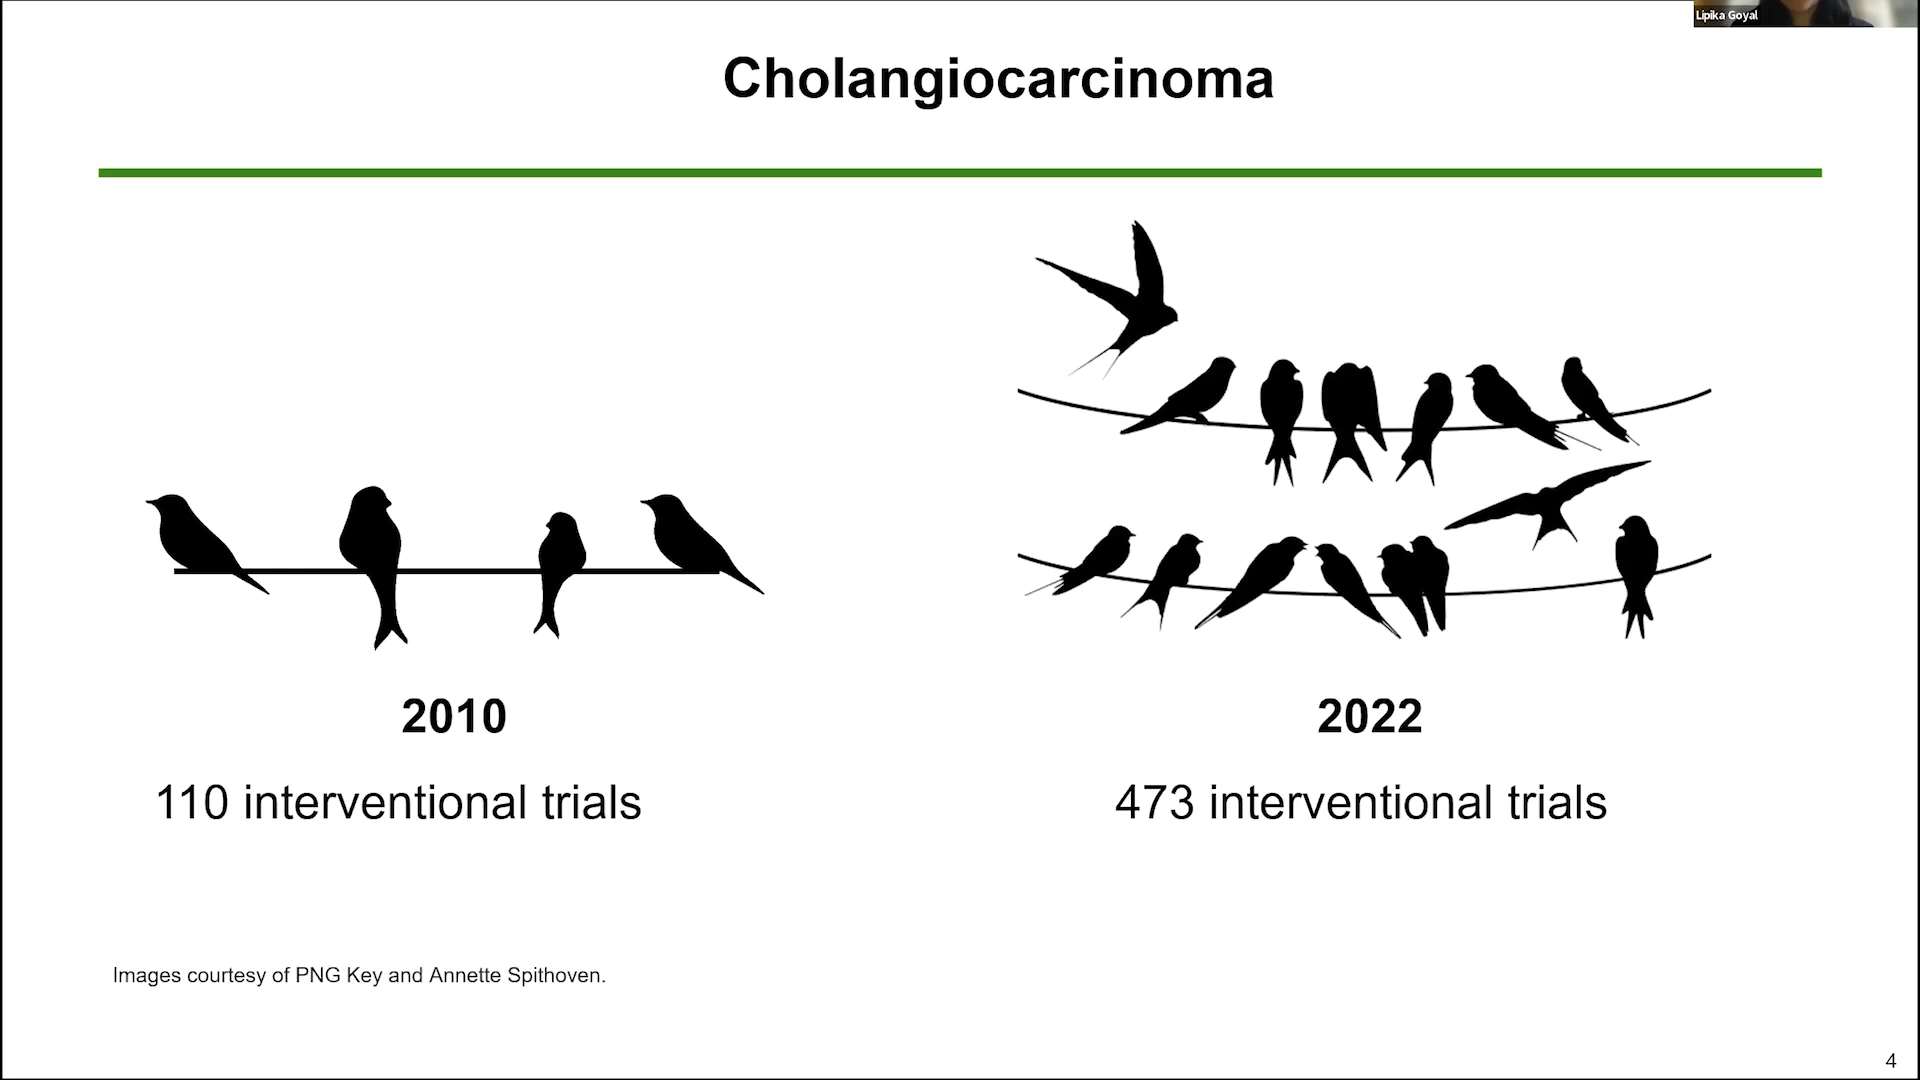 Lipika Goyal
Cholangiocarcinoma
2010
2022
110 interventional trials
473 interventional trials
Images courtesy of PNG Key and Annette Spithoven.
4